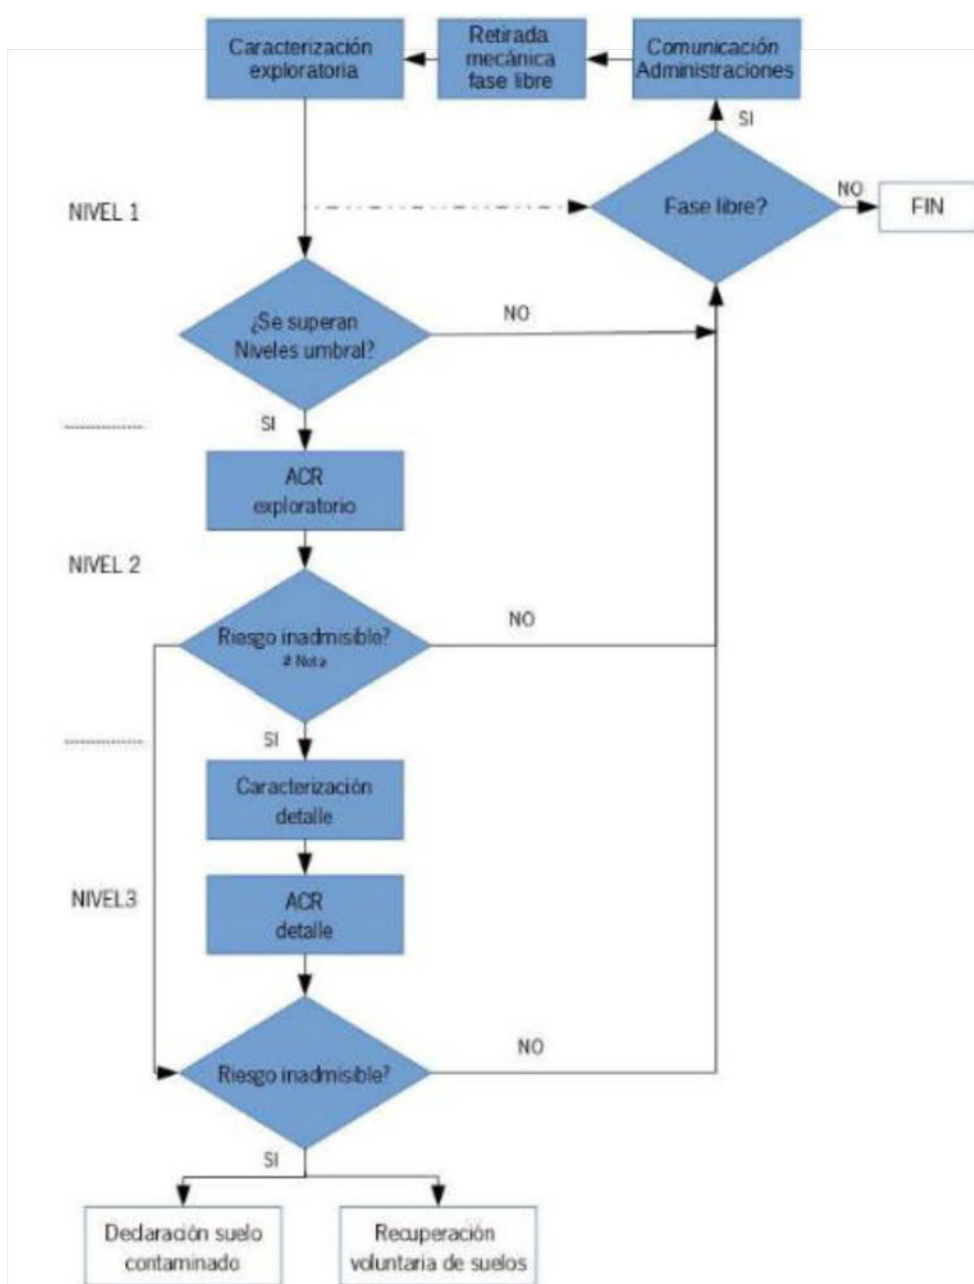 Caracterización
exploratoria
Retirada
mecánica
fase libre
Comunicación
Administraciones
SI
NIVEL 1
Fase libre?
NO
FIN
¿Se superan
Niveles umbral?
NO
SI
ACR
exploratorio
NIVEL 2
Riesgo inadmisible?
# Nota
NO
SI
Caracterización
detalle
NIVEL3
ACR
detalle
Riesgo inadmisible?
NO
SI
Declaración suelo
contaminado
Recuperación
voluntaria de suelos